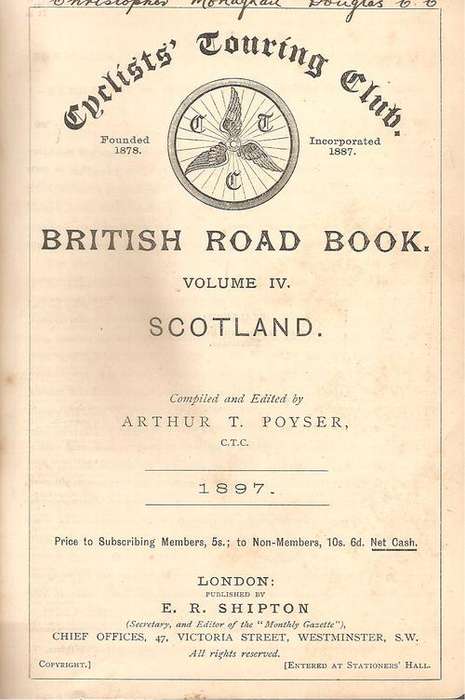 Christopher Monaghan Douglas C.C
Cyclists' Touring Club.
Founded
1878.
Incorporated
1887.
C T
C
BRITISH ROAD BOOK.
VOLUME IV.
SCOTLAND.
Compiled and Edited by
ARTHUR T. POYSER,
C.T.C.
1897.
Price to Subscribing Members, 5s.; to Non-Members, 10s. 6d. Net Cash.
LONDON:
PUBLISHED BY
E. R. SHIPTON
(Secretary, and Editor of the "Monthly Gazette"),
CHIEF OFFICES, 47, VICTORIA STREET, WESTMINSTER, S.W.
All rights reserved.
COPYRIGHT.] [ENTERED AT STATIONERS' HALL.